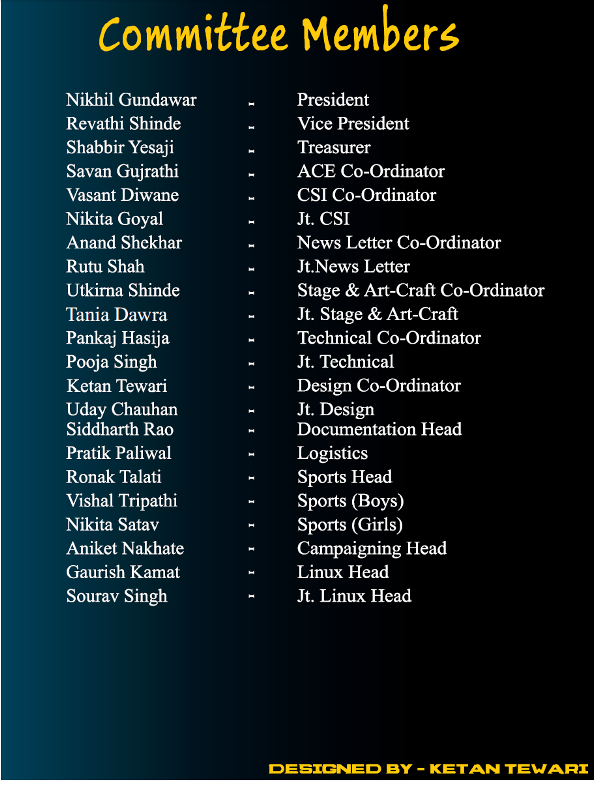 Committee Members
Nikhil Gundawar - President
Revathi Shinde - Vice President
Shabbir Yesaji - Treasurer
Savan Gujrathi - ACE Co-Ordinator
Vasant Diwane - CSI Co-Ordinator
Nikita Goyal - Jt. CSI
Anand Shekhar - News Letter Co-Ordinator
Rutu Shah - Jt.News Letter
Utkirna Shinde - Stage & Art-Craft Co-Ordinator
Tania Dawra - Jt. Stage & Art-Craft
Pankaj Hasija - Technical Co-Ordinator
Pooja Singh - Jt. Technical
Ketan Tewari - Design Co-Ordinator
Uday Chauhan - Jt. Design
Siddharth Rao - Documentation Head
Pratik Paliwal - Logistics
Ronak Talati - Sports Head
Vishal Tripathi - Sports (Boys)
Nikita Satav - Sports (Girls)
Aniket Nakhate - Campaigning Head
Gaurish Kamat - Linux Head
Sourav Singh - Jt. Linux Head
DESIGNED BY - KETAN TEWARI